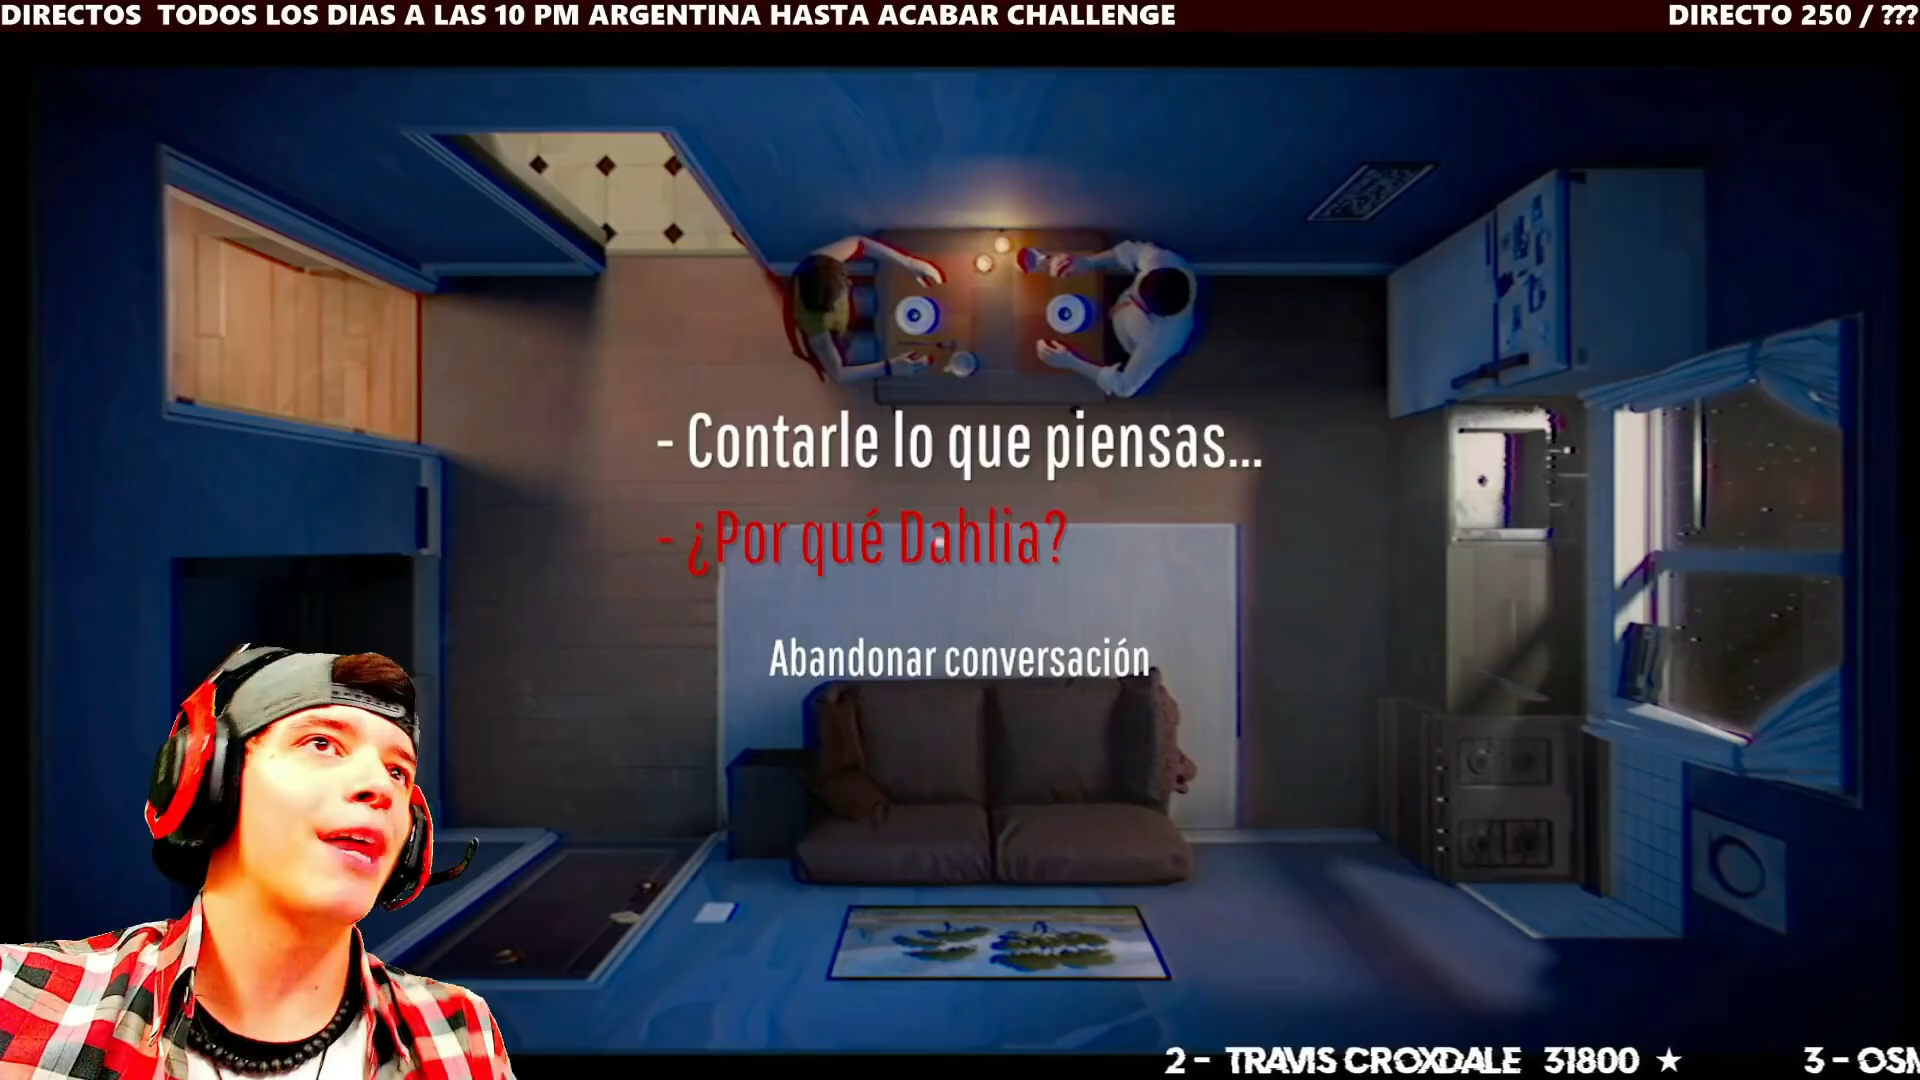 DIRECTOS TODOS LOS DIAS A LAS 10 PM ARGENTINA HASTA ACABAR CHALLENGE
DIRECTO 250 / ???
- Contarle lo que piensas...
- ¿Por qué Dahlia?
Abandonar conversación
2 - TRAVIS CROXDALE 31800 ★
3 - OSM